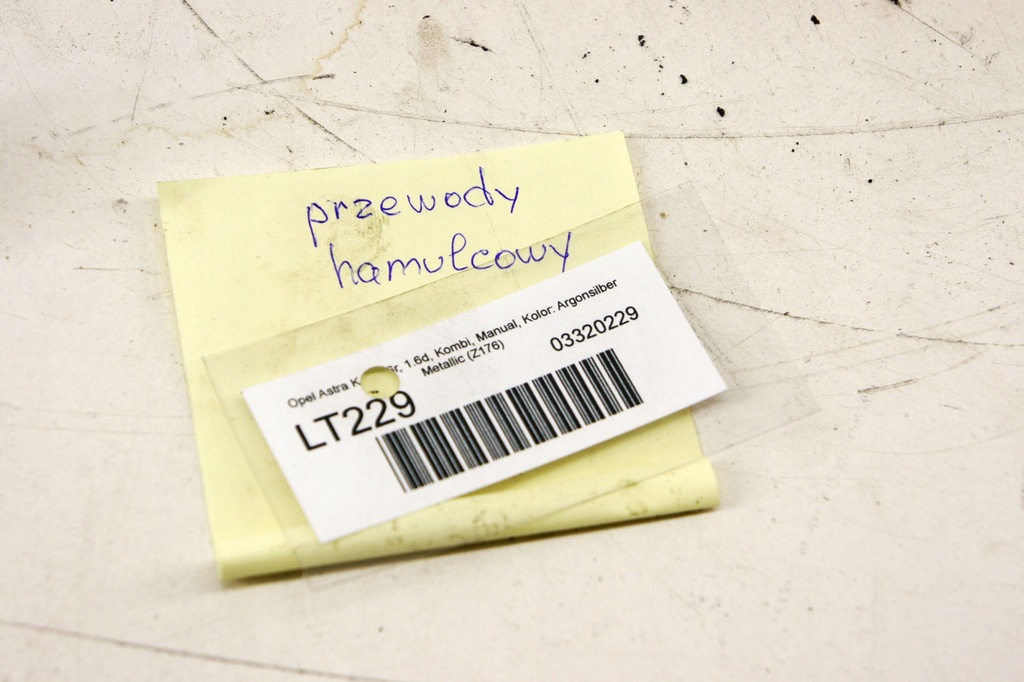 przewody
hamulcowy
Opel Astra 1.6d, Kombi, Manual, Kolor: Argonsilber
Metallic (Z176)
03320229
LT229